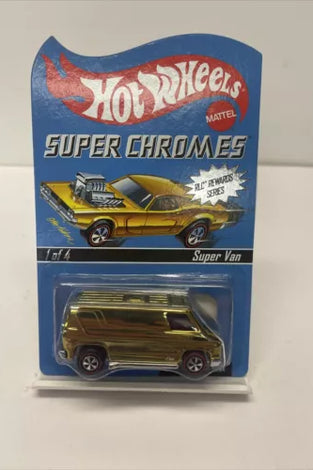 Hot Wheels
MATTEL
SUPER CHROMES
RLC REWARDS
SERIES
1 of 4
Super Van